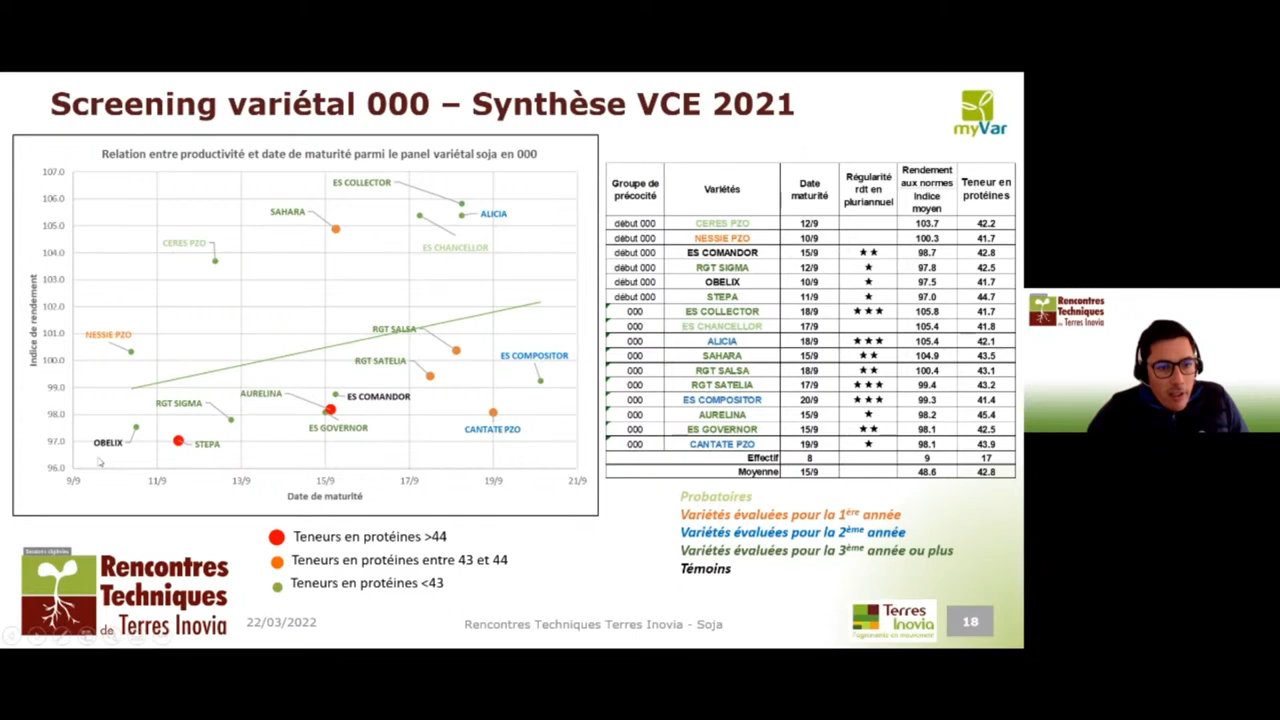 Screening variétal 000 – Synthèse VCE 2021
myVar
Relation entre productivité et date de maturité parmi le panel variétal soja en 000
Indice de rendement
107.0
106.0
105.0
104.0
103.0
102.0
101.0
100.0
99.0
98.0
97.0
96.0
ES COLLECTOR
SAHARA
ALICIA
CERES PZO
ES CHANCELLOR
RGT SALSA
NESSIE PZO
RGT SATELIA
ES COMPOSITOR
AURELINA
ES COMANDOR
RGT SIGMA
ES GOVERNOR
CANTATE PZO
OBELIX
STEPA
9/9 11/9 13/9 15/9 17/9 19/9 21/9
Date de maturité
Groupe de précocité Variétés Date maturité Régularité rdt en pluriannuel Rendement aux normes Indice moyen Teneur en protéines
début 000 CERES PZO 12/9 103.7 42.2
début 000 NESSIE PZO 10/9 100.3 41.7
début 000 ES COMANDOR 15/9 ★★ 98.7 42.8
début 000 RGT SIGMA 12/9 ★ 97.8 42.5
début 000 OBELIX 10/9 ★ 97.5 41.7
début 000 STEPA 11/9 ★ 97.0 44.7
000 ES COLLECTOR 18/9 ★★★ 105.8 41.7
000 ES CHANCELLOR 17/9 105.4 41.8
000 ALICIA 18/9 ★★★ 105.4 42.1
000 SAHARA 15/9 ★★ 104.9 43.5
000 RGT SALSA 18/9 ★★ 100.4 43.1
000 RGT SATELIA 17/9 ★★★ 99.4 43.2
000 ES COMPOSITOR 20/9 ★★★ 99.3 41.4
000 AURELINA 15/9 ★ 98.2 45.4
000 ES GOVERNOR 15/9 ★★ 98.1 42.5
000 CANTATE PZO 19/9 ★ 98.1 43.9
Effectif 8 9 17
Moyenne 15/9 48.6 42.8
Teneurs en protéines >44
Teneurs en protéines entre 43 et 44
Teneurs en protéines <43
Probatoires
Variétés évaluées pour la 1ère année
Variétés évaluées pour la 2ème année
Variétés évaluées pour la 3ème année ou plus
Témoins
Rencontres
Techniques
de Terres Inovia
22/03/2022
Rencontres Techniques Terres Inovia - Soja
Terres
Inovia
l'agronomie en mouvement
18
Rencontres
Techniques
de Terres Inovia